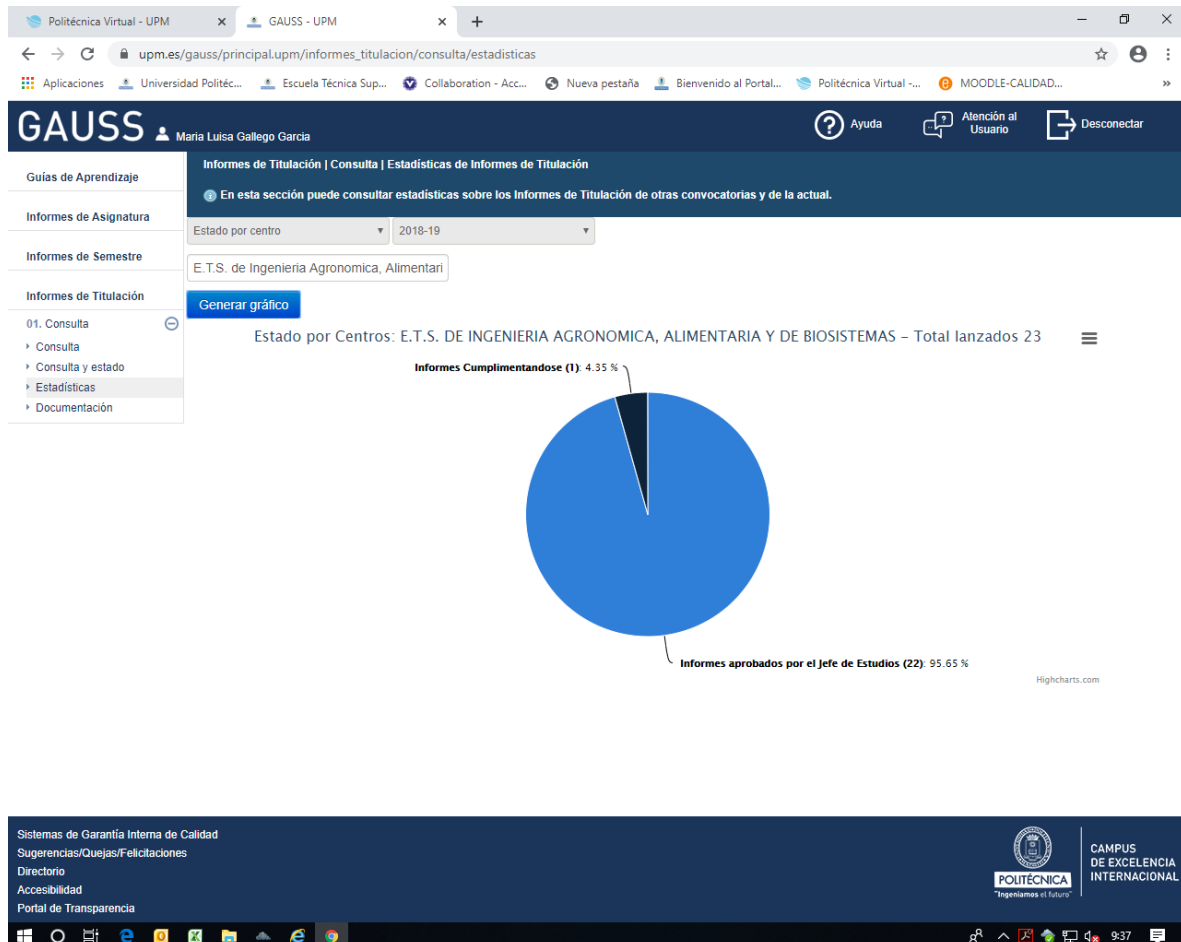 Politécnica Virtual - UPM
GAUSS - UPM
upm.es/gauss/principal.upm/informes_titulacion/consulta/estadisticas
Aplicaciones
Universidad Politéc...
Escuela Técnica Sup...
Collaboration - Acc...
Nueva pestaña
Bienvenido al Portal...
Politécnica Virtual -...
MOODLE-CALIDAD...
GAUSS
Maria Luisa Gallego Garcia
Ayuda
Atención al
Usuario
Desconectar
Guías de Aprendizaje
Informes de Asignatura
Informes de Semestre
Informes de Titulación
01. Consulta
Consulta
Consulta y estado
Estadísticas
Documentación
Informes de Titulación | Consulta | Estadísticas de Informes de Titulación
En esta sección puede consultar estadísticas sobre los Informes de Titulación de otras convocatorias y de la actual.
Estado por centro
2018-19
E.T.S. de Ingenieria Agronomica, Alimentari
Generar gráfico
Estado por Centros: E.T.S. DE INGENIERIA AGRONOMICA, ALIMENTARIA Y DE BIOSISTEMAS – Total lanzados 23
Informes Cumplimentandose (1): 4.35 %
Informes aprobados por el Jefe de Estudios (22): 95.65 %
Highcharts.com
Sistemas de Garantía Interna de Calidad
Sugerencias/Quejas/Felicitaciones
Directorio
Accesibilidad
Portal de Transparencia
POLITÉCNICA
"Ingeniamos el futuro"
CAMPUS
DE EXCELENCIA
INTERNACIONAL
9:37